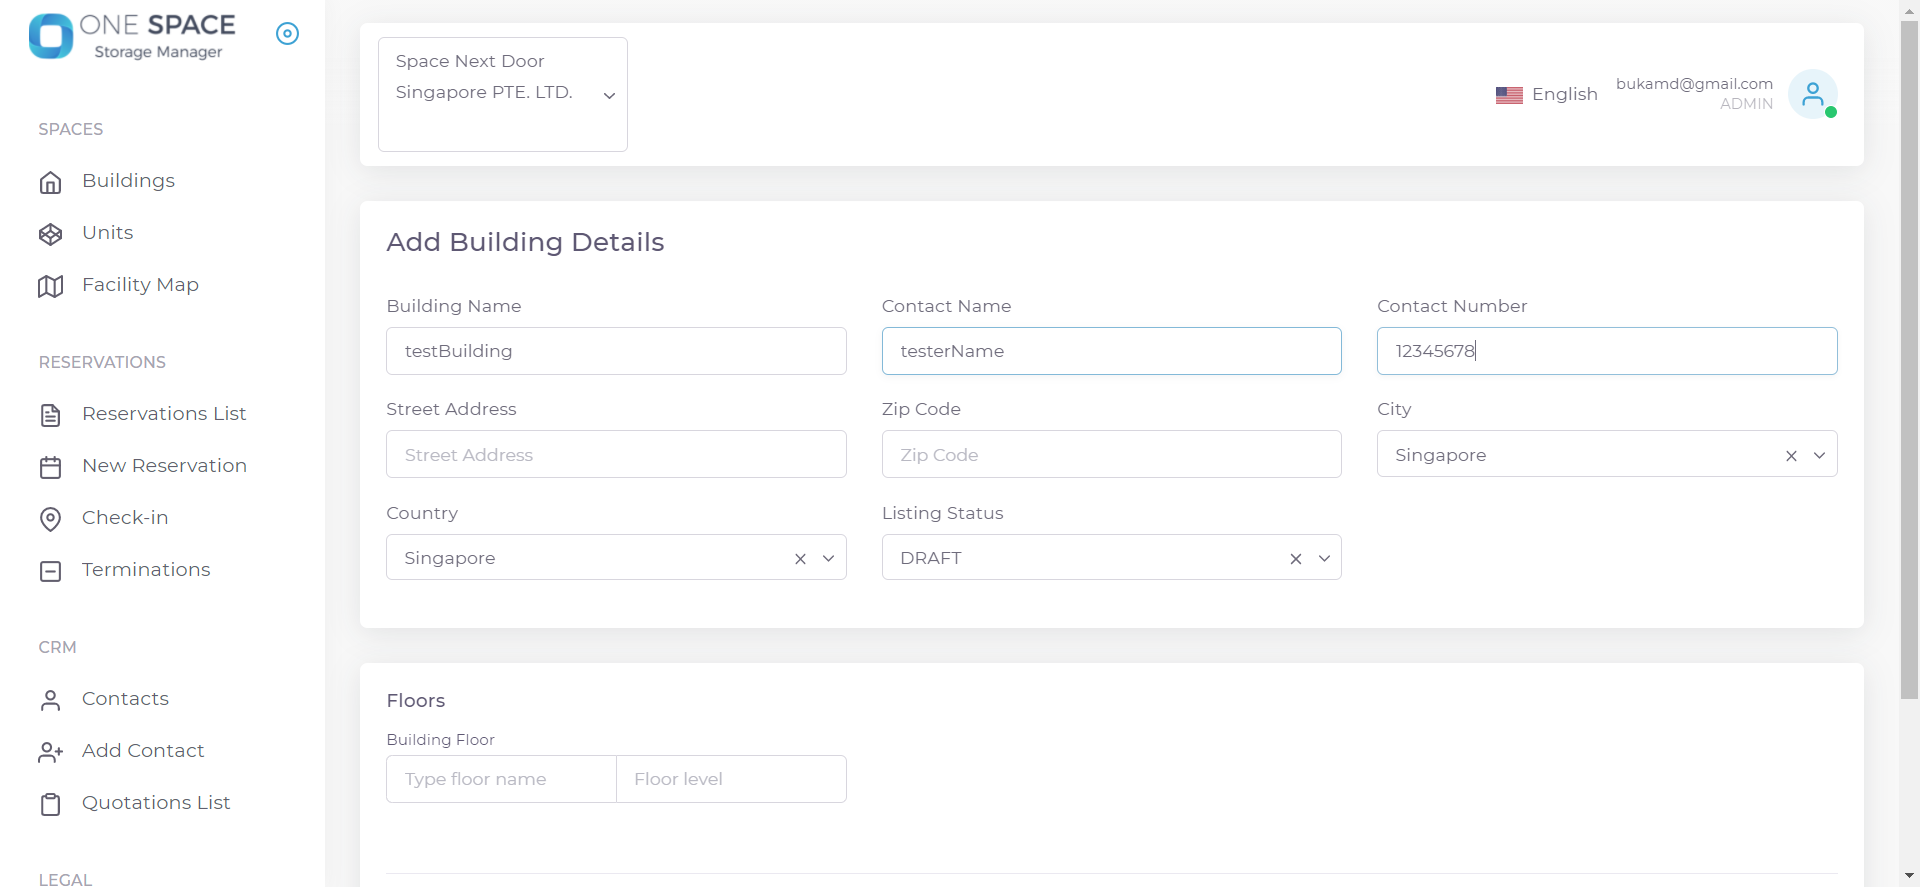 ONE SPACE
Storage Manager
SPACES
Buildings
Units
Facility Map
RESERVATIONS
Reservations List
New Reservation
Check-in
Terminations
CRM
Contacts
Add Contact
Quotations List
LEGAL
Space Next Door
Singapore PTE. LTD.
English
bukamd@gmail.com
ADMIN
Add Building Details
Building Name
Contact Name
Contact Number
testBuilding
testerName
12345678
Street Address
Zip Code
City
Street Address
Zip Code
Singapore
Country
Listing Status
Singapore
DRAFT
Floors
Building Floor
Type floor name
Floor level